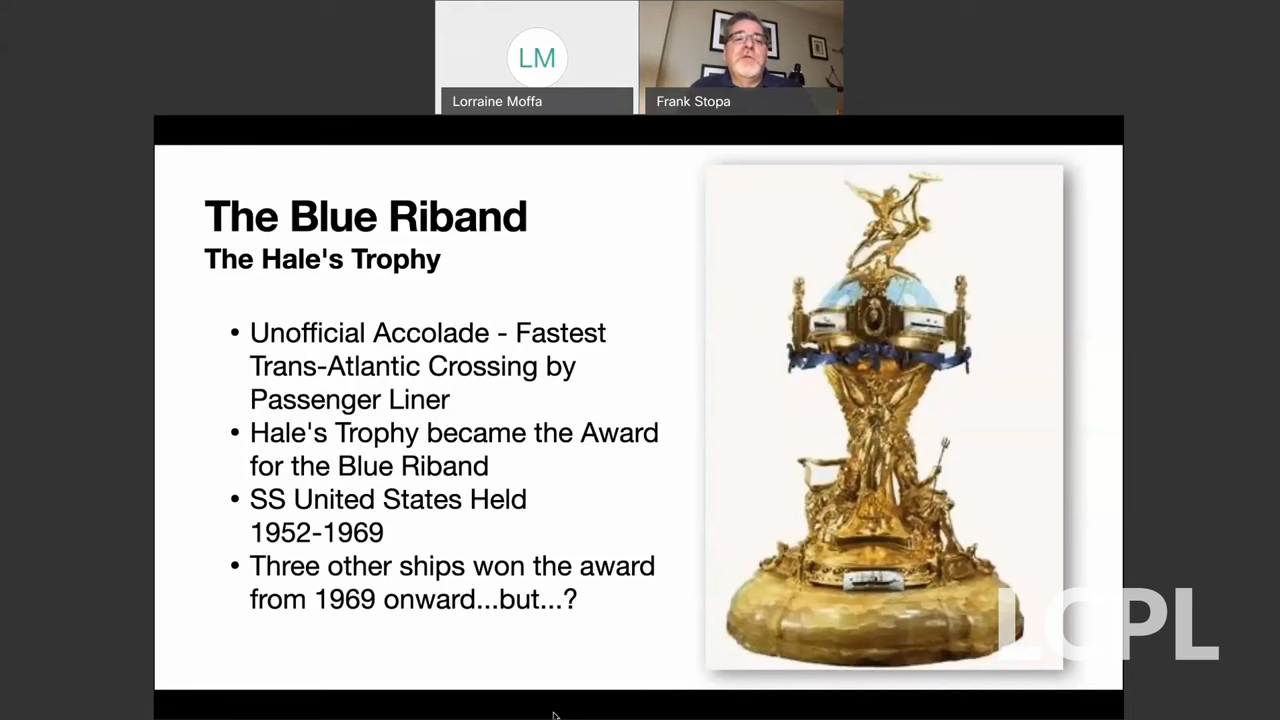 LM
Lorraine Moffa
Frank Stopa
The Blue Riband
The Hale's Trophy
• Unofficial Accolade - Fastest
Trans-Atlantic Crossing by
Passenger Liner
• Hale's Trophy became the Award
for the Blue Riband
• SS United States Held
1952-1969
• Three other ships won the award
from 1969 onward...but...?
LCPL